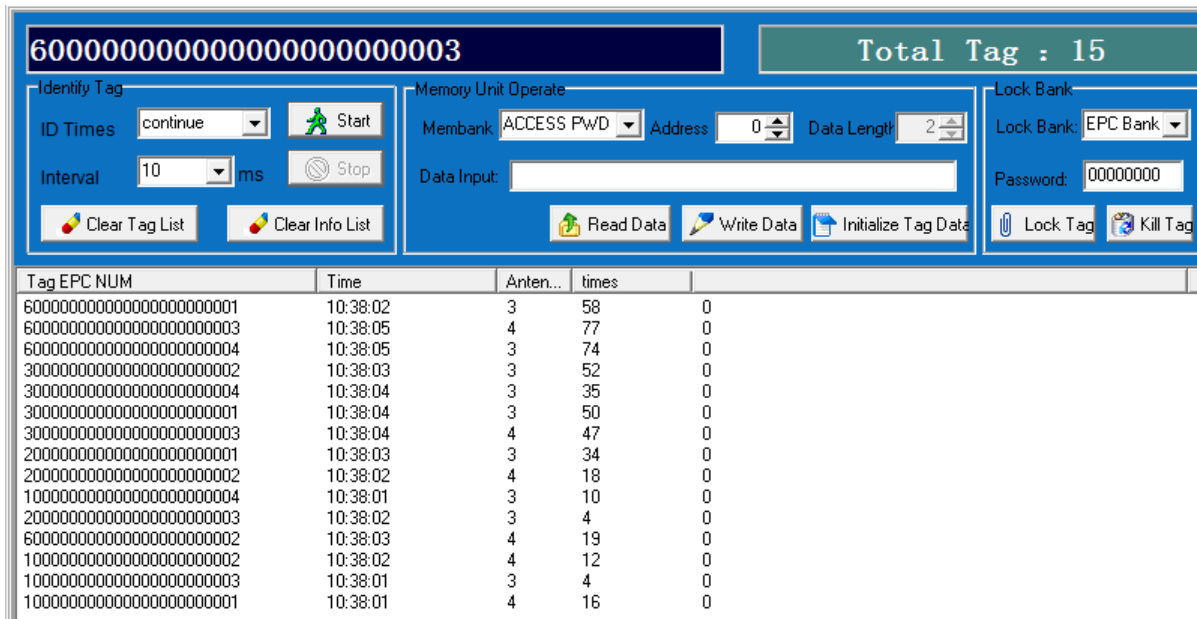 600000000000000000000003
Total Tag : 15
Identify Tag
ID Times continue Start
Interval 10 ms Stop
Clear Tag List Clear Info List
Memory Unit Operate
Membank ACCESS PWD Address 0 Data Length 2
Data Input:
Read Data Write Data Initialize Tag Data
Lock Bank
Lock Bank: EPC Bank
Password: 00000000
Lock Tag Kill Tag
Tag EPC NUM Time Anten... times
600000000000000000000001 10:38:02 3 58 0
600000000000000000000003 10:38:05 4 77 0
600000000000000000000004 10:38:05 3 74 0
300000000000000000000002 10:38:03 3 52 0
300000000000000000000004 10:38:04 3 35 0
300000000000000000000001 10:38:04 3 50 0
300000000000000000000003 10:38:04 4 47 0
200000000000000000000001 10:38:03 3 34 0
200000000000000000000002 10:38:02 4 18 0
100000000000000000000004 10:38:01 3 10 0
200000000000000000000003 10:38:02 3 4 0
600000000000000000000002 10:38:03 4 19 0
100000000000000000000002 10:38:02 4 12 0
100000000000000000000003 10:38:01 3 4 0
100000000000000000000001 10:38:01 4 16 0